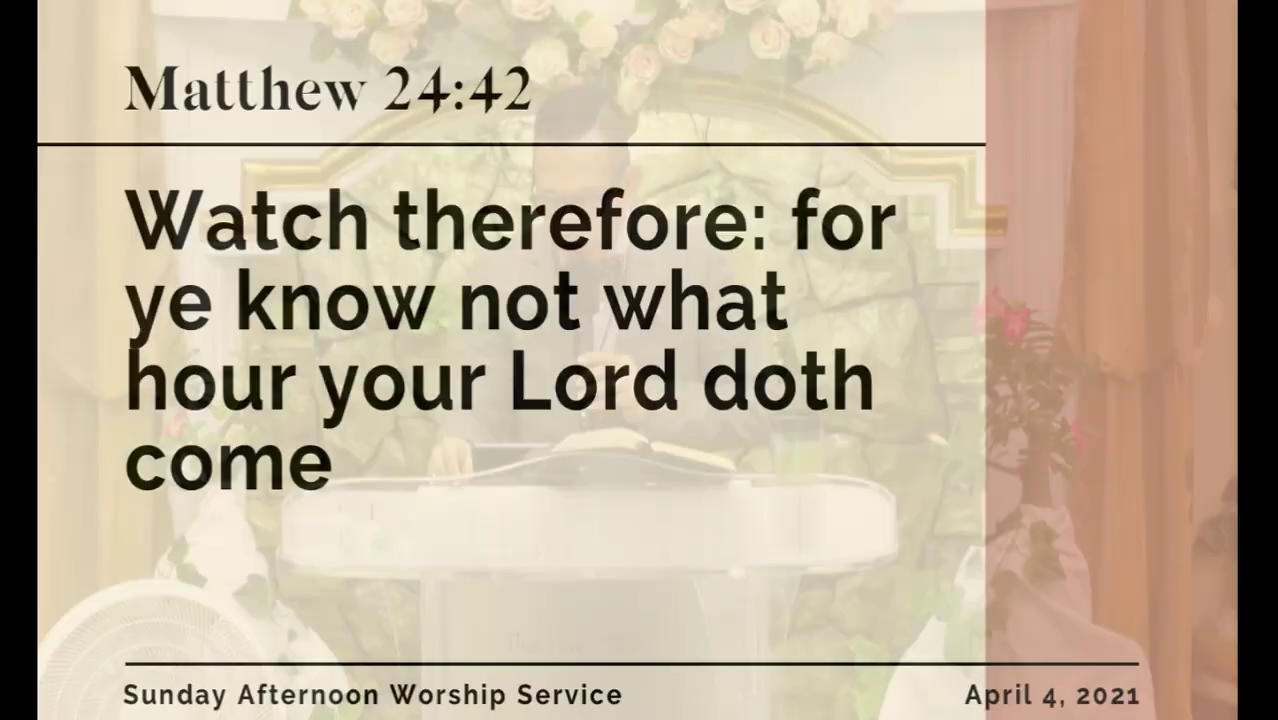 Matthew 24:42
Watch therefore: for
ye know not what
hour your Lord doth
come
Sunday Afternoon Worship Service
April 4, 2021